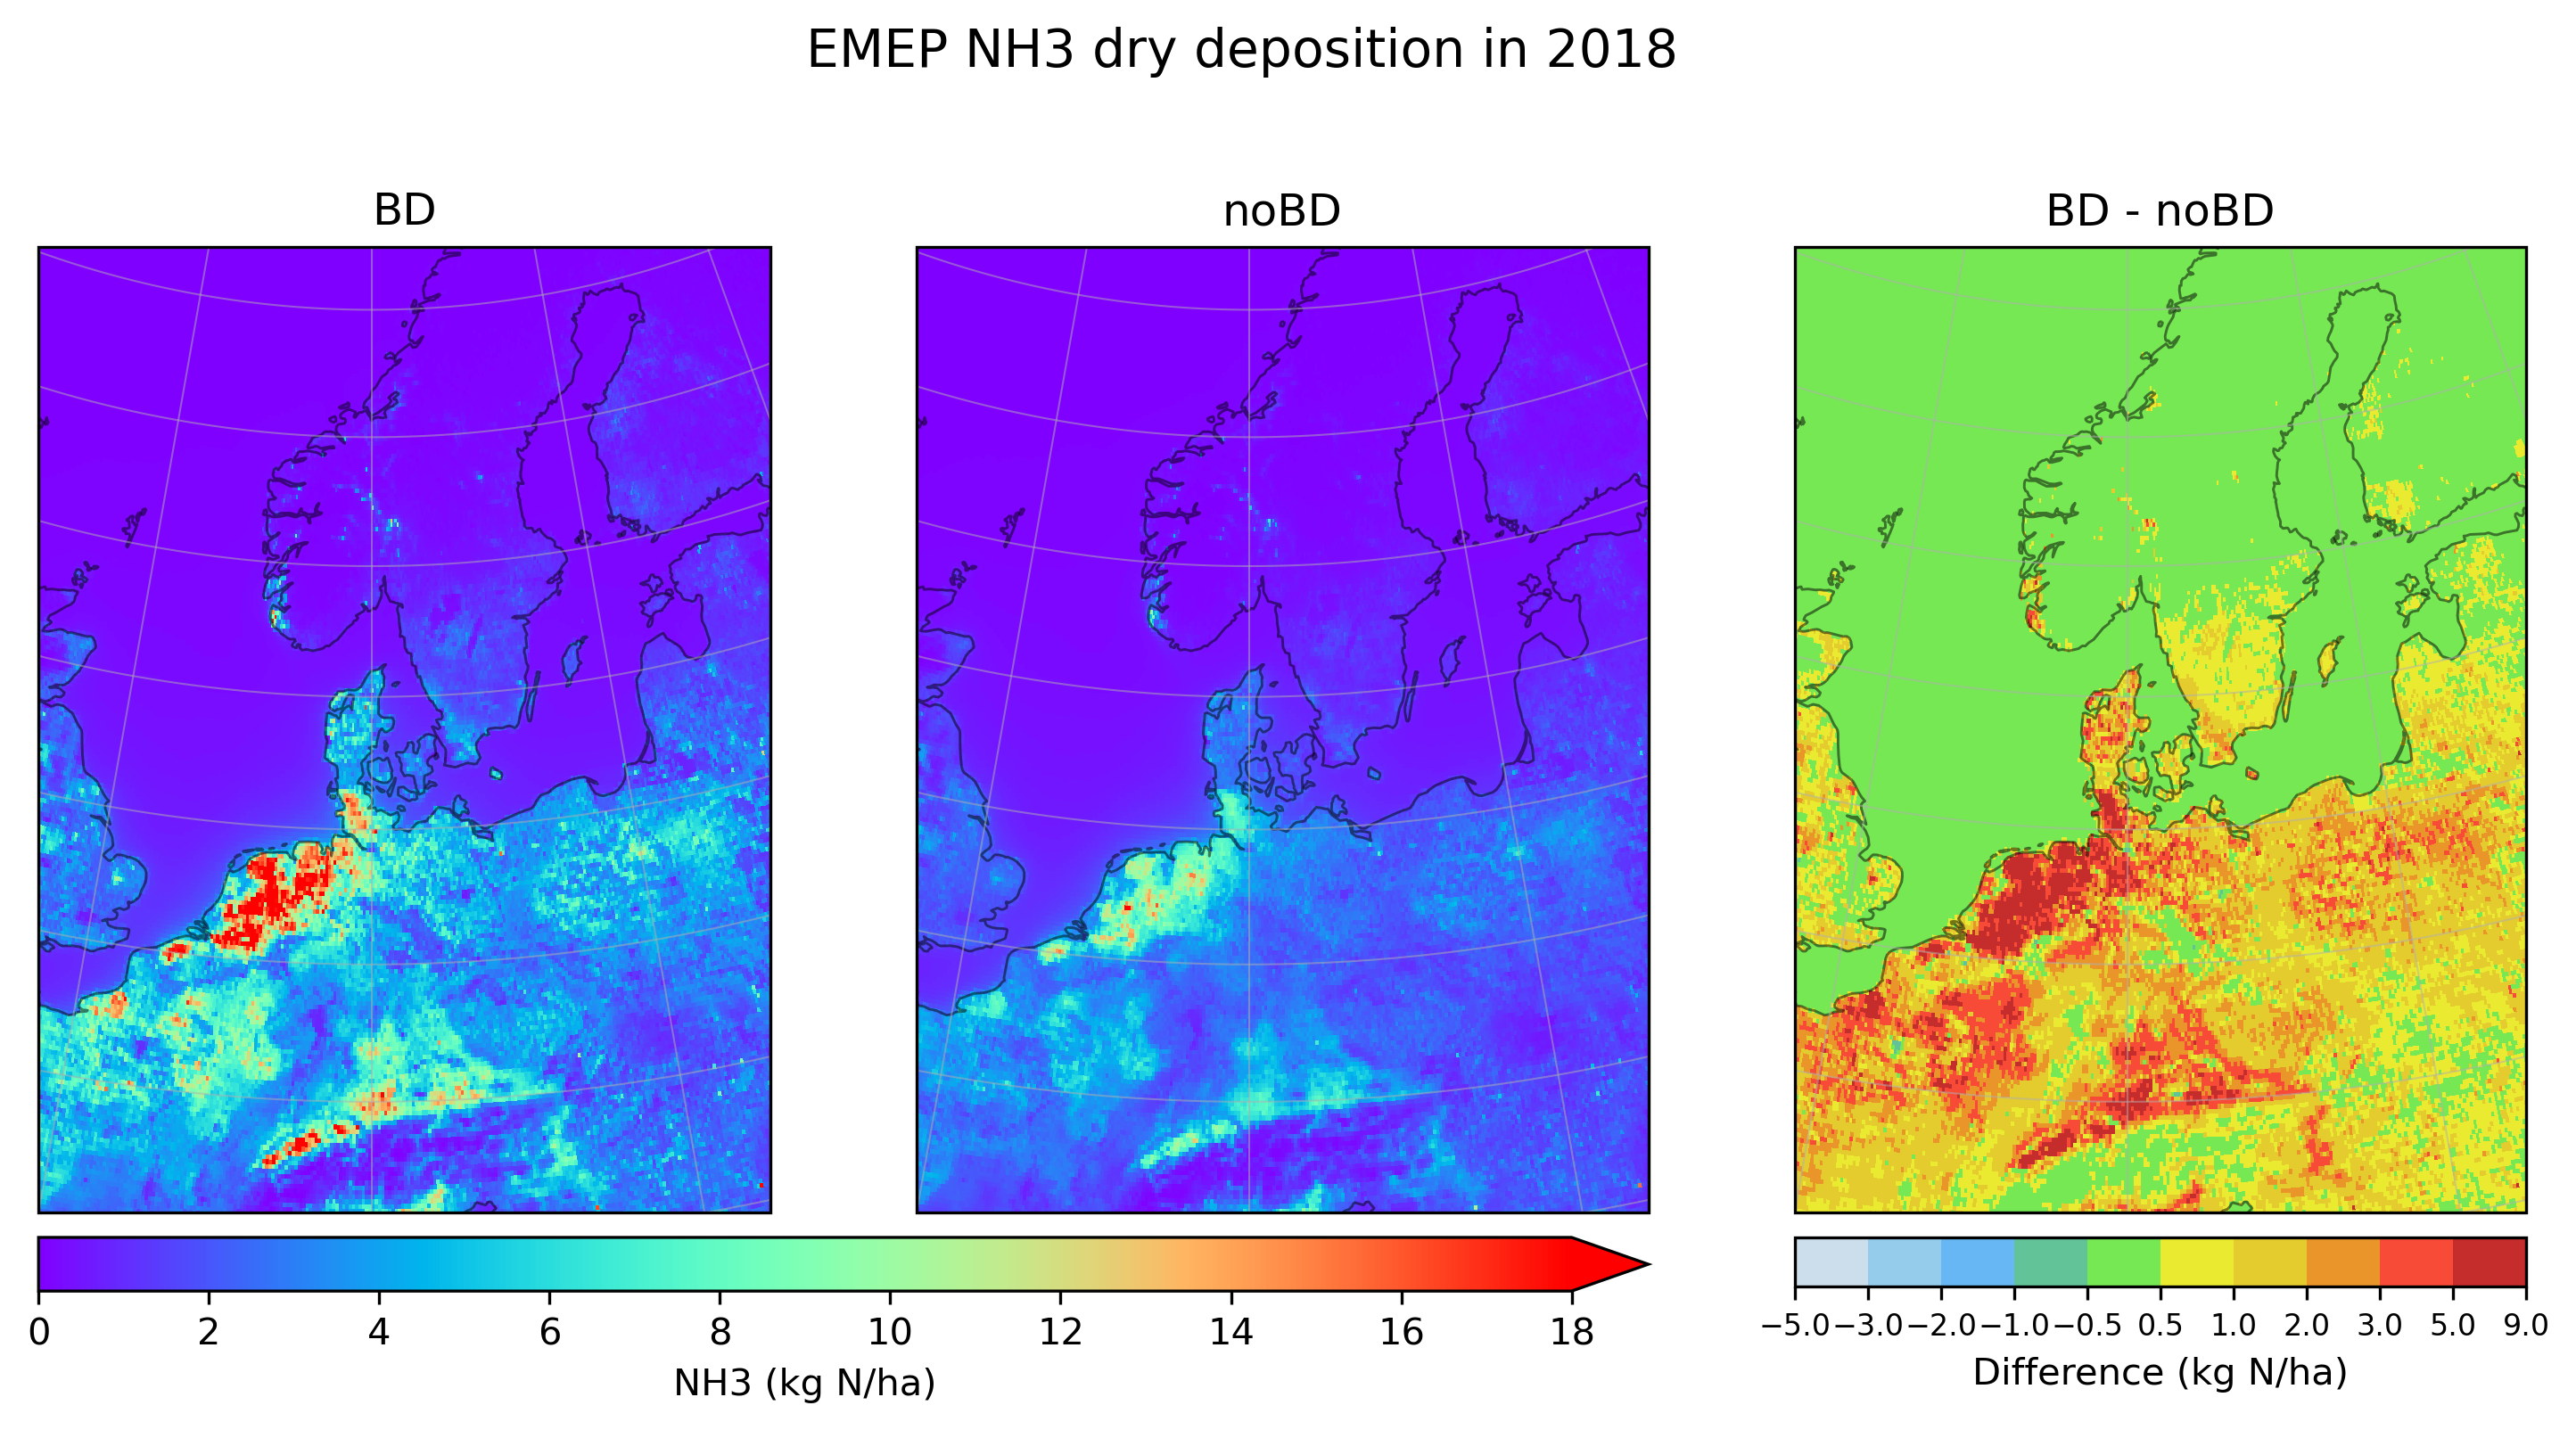 EMEP NH3 dry deposition in 2018
BD
noBD
BD - noBD
0 2 4 6 8 10 12 14 16 18
NH3 (kg N/ha)
−5.0 −3.0 −2.0 −1.0 −0.5 0.5 1.0 2.0 3.0 5.0 9.0
Difference (kg N/ha)